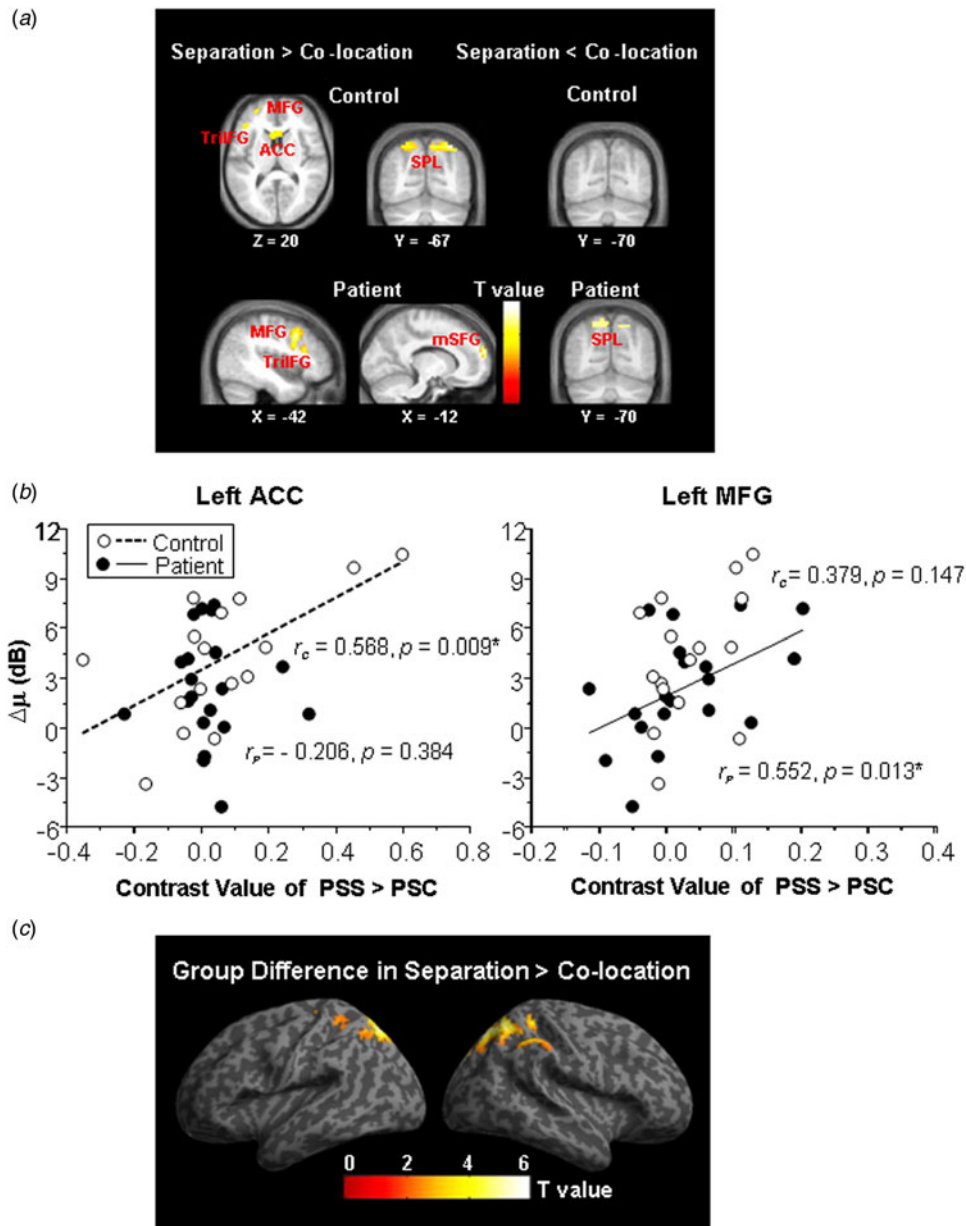 (a)
Separation > Co-location Separation < Co-location
Control Control
MFG
TriIFG
ACC
SPL
Z = 20 Y = -67 Y = -70
Patient T value Patient
MFG
TriIFG
mSFG
SPL
X = -42 X = -12 Y = -70
(b)
Left ACC Left MFG
Control
Patient
rc = 0.568, p = 0.009*
rP = - 0.206, p = 0.384
rc = 0.379, p = 0.147
rP = 0.552, p = 0.013*
Δμ (dB)
12
9
6
3
0
-3
-6
-0.4 -0.2 0.0 0.2 0.4 0.6 0.8
Contrast Value of PSS > PSC
12
9
6
3
0
-3
-6
-0.2 -0.1 0.0 0.1 0.2 0.3 0.4
Contrast Value of PSS > PSC
(c)
Group Difference in Separation > Co-location
0 2 4 6
T value